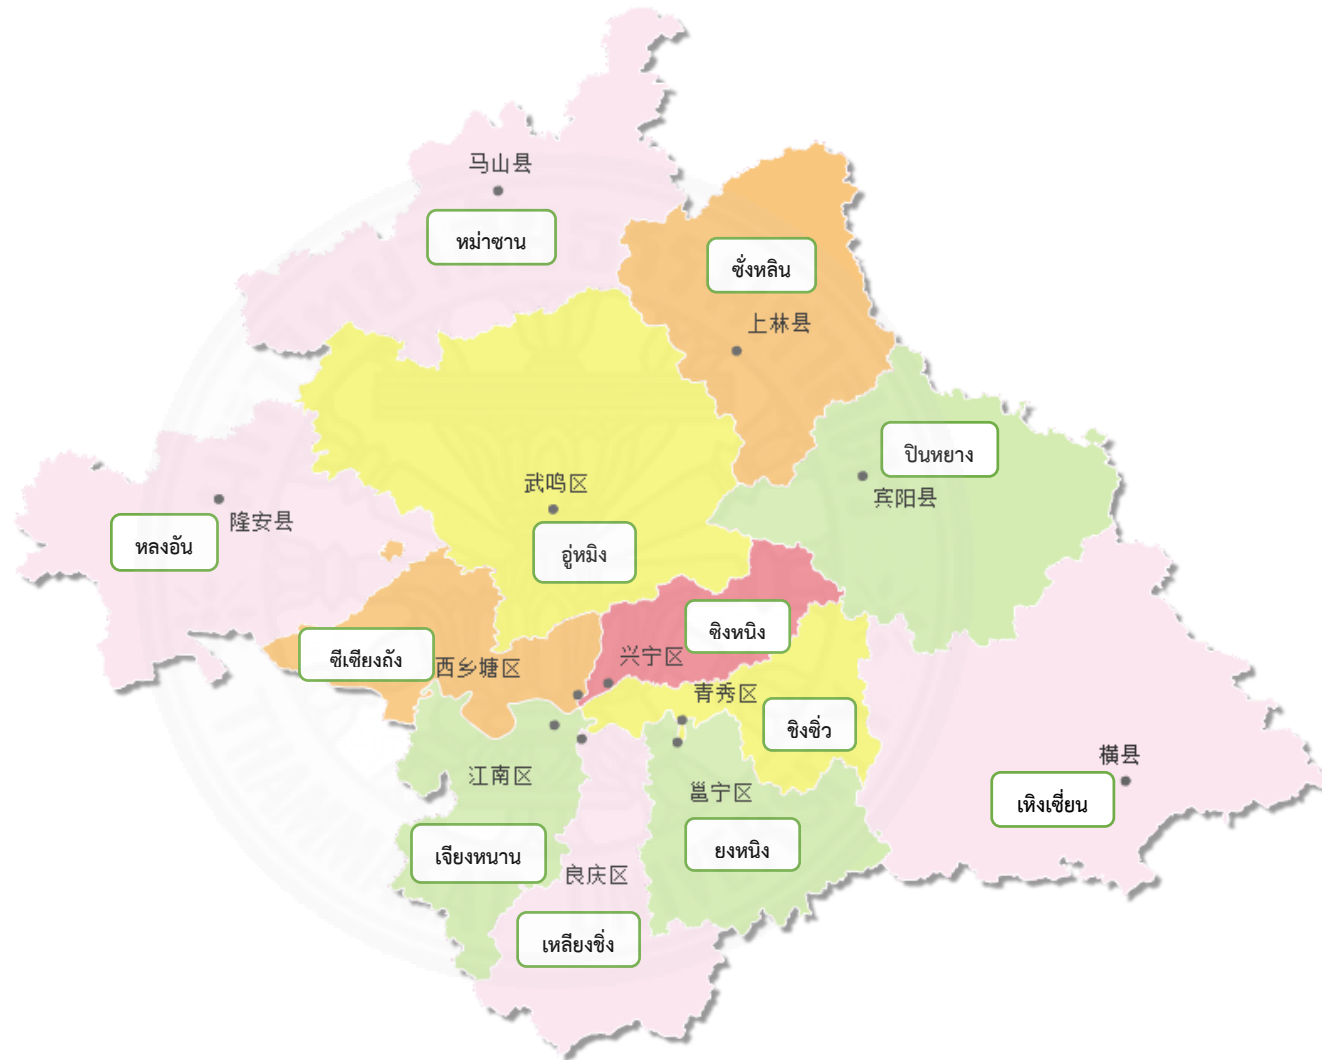 马山县
หม่าซาน
ซั่งหลิน
上林县
ปินหยาง
宾阳县
武鸣区
อู่หมิง
隆安县
หลงอัน
ซิงหนิง
兴宁区
ซีเซียงถัง
西乡塘区
青秀区
ชิงซิ่ว
横县
เหิงเซี่ยน
江南区
เจียงหนาน
邕宁区
ยงหนิง
良庆区
เหลียงชิ่ง